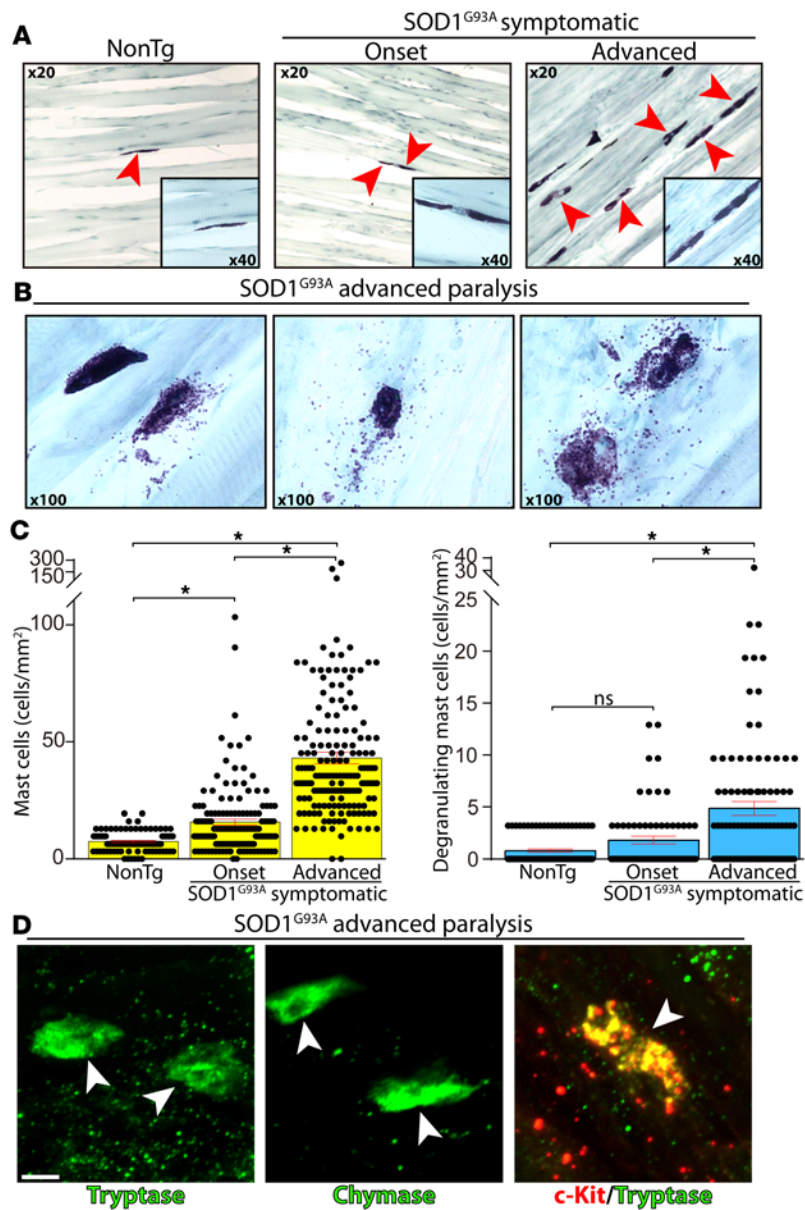 A
SOD1G93A symptomatic
NonTg
Onset
Advanced
x20
x40
x20
x40
x20
x40
B
SOD1G93A advanced paralysis
x100
x100
x100
C
Mast cells (cells/mm2)
300
150
100
50
0
*
*
*
NonTg
Onset
Advanced
SOD1G93A symptomatic
Degranulating mast cells (cells/mm2)
40
30
25
20
15
10
5
0
*
*
ns
NonTg
Onset
Advanced
SOD1G93A symptomatic
D
SOD1G93A advanced paralysis
Tryptase
Chymase
c-Kit/Tryptase